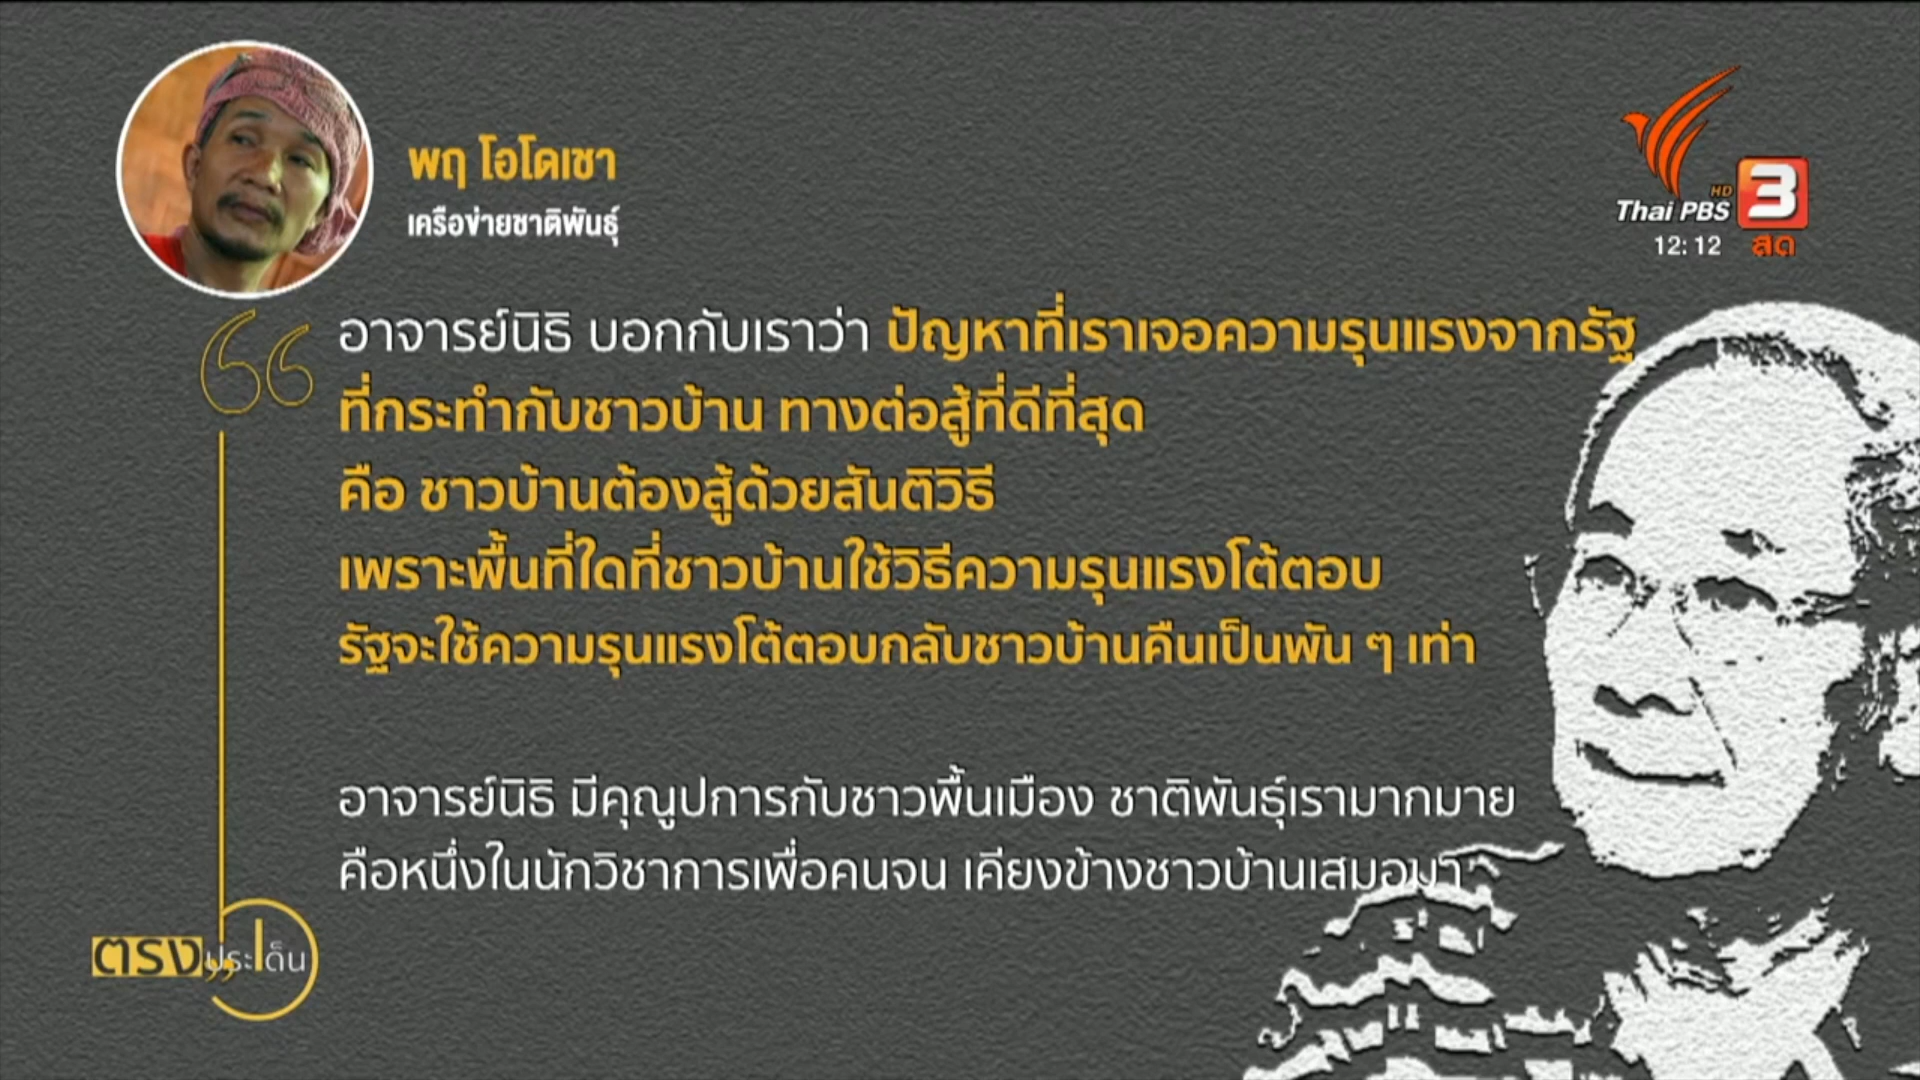 พฤ โอโดเชา
เครือข่ายชาติพันธุ์
HD
Thai PBS 3
12:12 สด
อาจารย์นิธิ บอกกับเราว่า ปัญหาที่เราเจอความรุนแรงจากรัฐ
ที่กระทำกับชาวบ้าน ทางต่อสู้ที่ดีที่สุด
คือ ชาวบ้านต้องสู้ด้วยสันติวิธี
เพราะพื้นที่ใดที่ชาวบ้านใช้วิธีความรุนแรงโต้ตอบ
รัฐจะใช้ความรุนแรงโต้ตอบกลับชาวบ้านคืนเป็นพัน ๆ เท่า
อาจารย์นิธิ มีคุณูปการกับชาวพื้นเมือง ชาติพันธุ์เรามากมาย
คือหนึ่งในนักวิชาการเพื่อคนจน เคียงข้างชาวบ้านเสมอมา
ตรงประเด็น